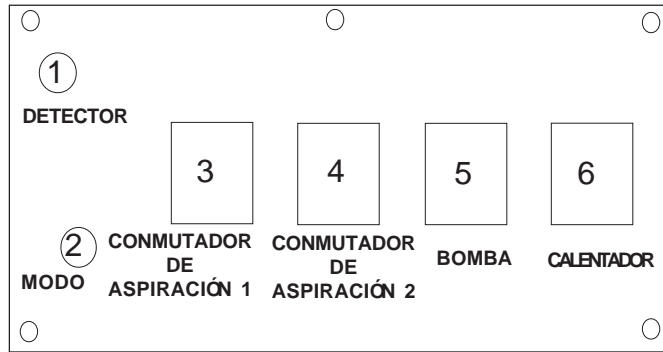 1
DETECTOR
3
4
5
6
2
MODO
CONMUTADOR
DE
ASPIRACIÓN 1
CONMUTADOR
DE
ASPIRACIÓN 2
BOMBA
CALENTADOR